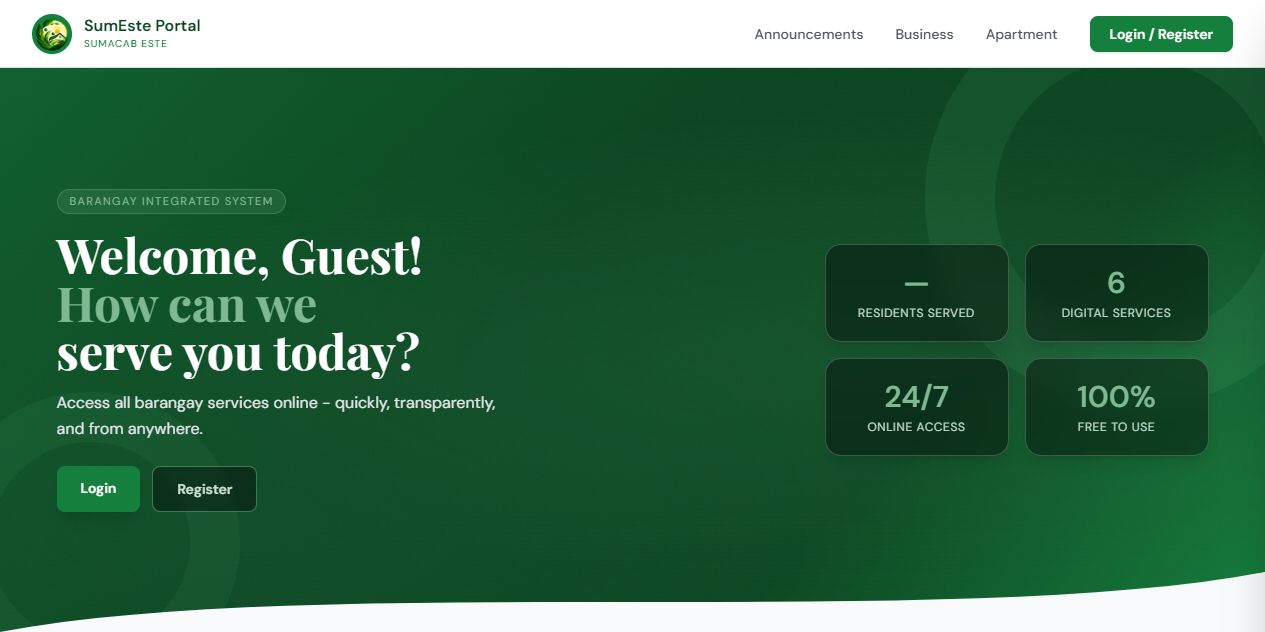 SumEste Portal
SUMACAB ESTE
Announcements
Business
Apartment
Login / Register
BARANGAY INTEGRATED SYSTEM
Welcome, Guest!
How can we
serve you today?
Access all barangay services online - quickly, transparently,
and from anywhere.
Login
Register
—
RESIDENTS SERVED
6
DIGITAL SERVICES
24/7
ONLINE ACCESS
100%
FREE TO USE